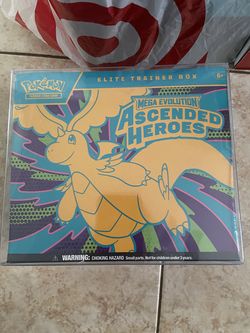 Pokémon
ELITE TRAINER BOX
6+
MEGA EVOLUTION
ASCENDED
HEROES
WARNING: CHOKING HAZARD Small parts. Not for children under 3 years.